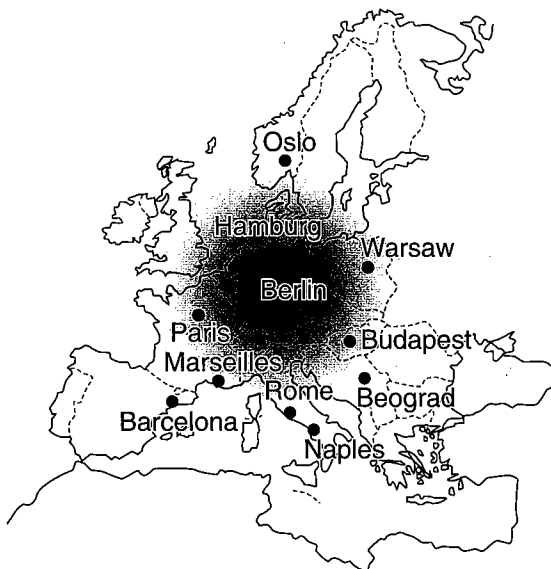 Oslo
Hamburg
Warsaw
Berlin
Paris
Budapest
Marseilles
Rome
Beograd
Barcelona
Naples